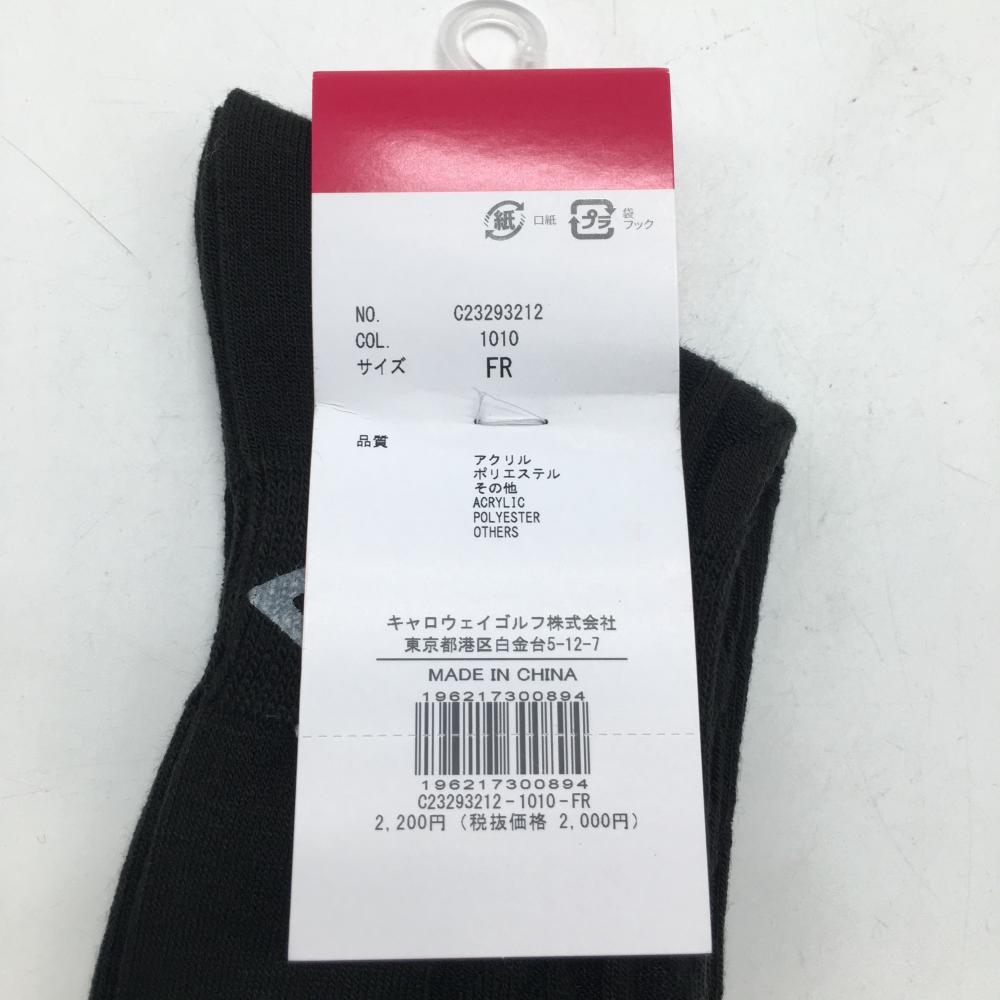 紙 口紙 プラ 袋
フック
NO. C23293212
COL. 1010
サイズ FR
品質
アクリル
ポリエステル
その他
ACRYLIC
POLYESTER
OTHERS
キャロウェイゴルフ株式会社
東京都港区白金台5-12-7
MADE IN CHINA
196217300894
196217300894
C23293212-1010-FR
2,200円 (税抜価格 2,000円)